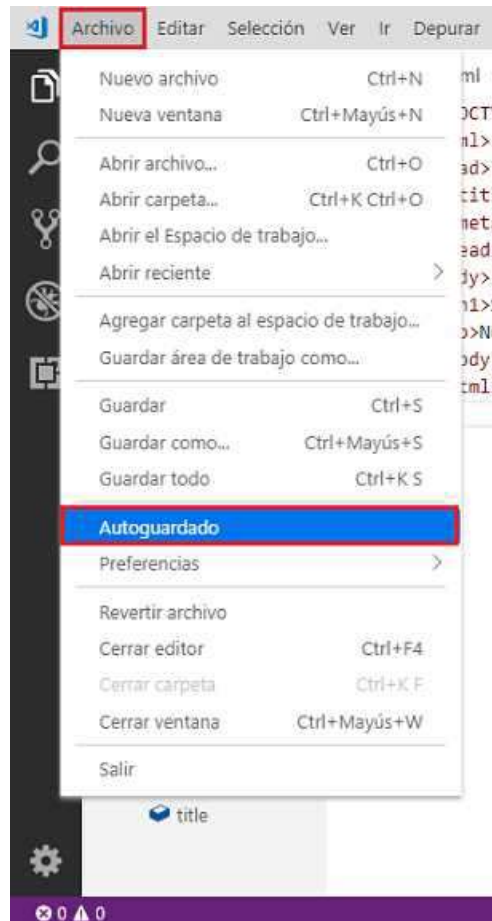 Archivo Editar Selección Ver Ir Depurar
Nuevo archivo Ctrl+N
Nueva ventana Ctrl+Mayús+N
Abrir archivo... Ctrl+O
Abrir carpeta... Ctrl+K Ctrl+O
Abrir el Espacio de trabajo...
Abrir reciente >
Agregar carpeta al espacio de trabajo...
Guardar área de trabajo como...
Guardar Ctrl+S
Guardar como... Ctrl+Mayús+S
Guardar todo Ctrl+K S
Autoguardado
Preferencias >
Revertir archivo
Cerrar editor Ctrl+F4
Cerrar carpeta Ctrl+K F
Cerrar ventana Ctrl+Mayús+W
Salir
title
0 0